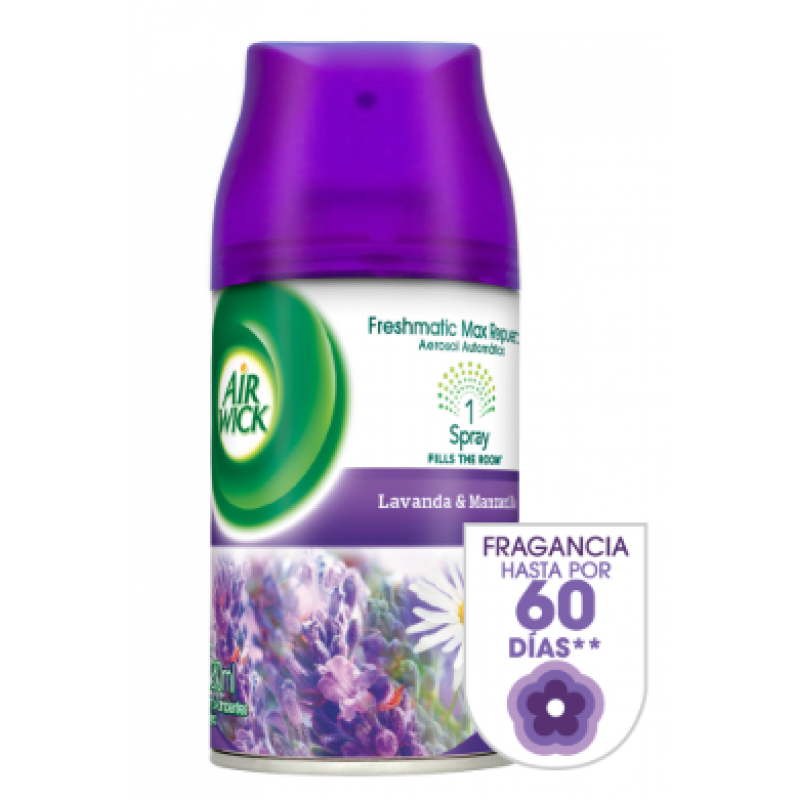 AIR
WICK
Freshmatic Max
Aerosol Automático
1
Spray
FILLS THE ROOM*
Lavanda &
FRAGANCIA
HASTA POR
60
DÍAS**